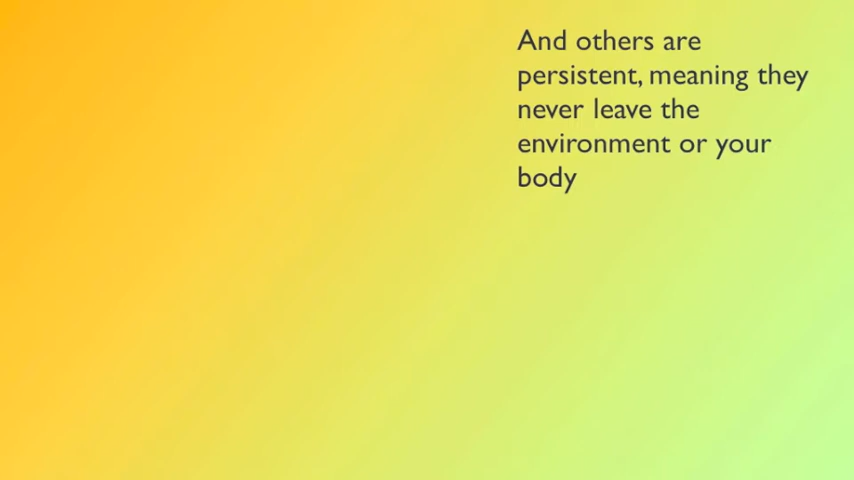 And others are
persistent, meaning they
never leave the
environment or your
body